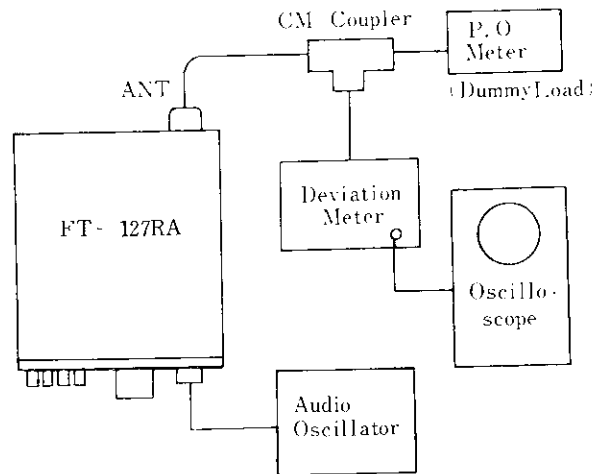 CM Coupler
P.O
Meter
(Dummy Load)
ANT
FT- 127RA
Deviation
Meter
Oscillo-
scope
Audio
Oscillator